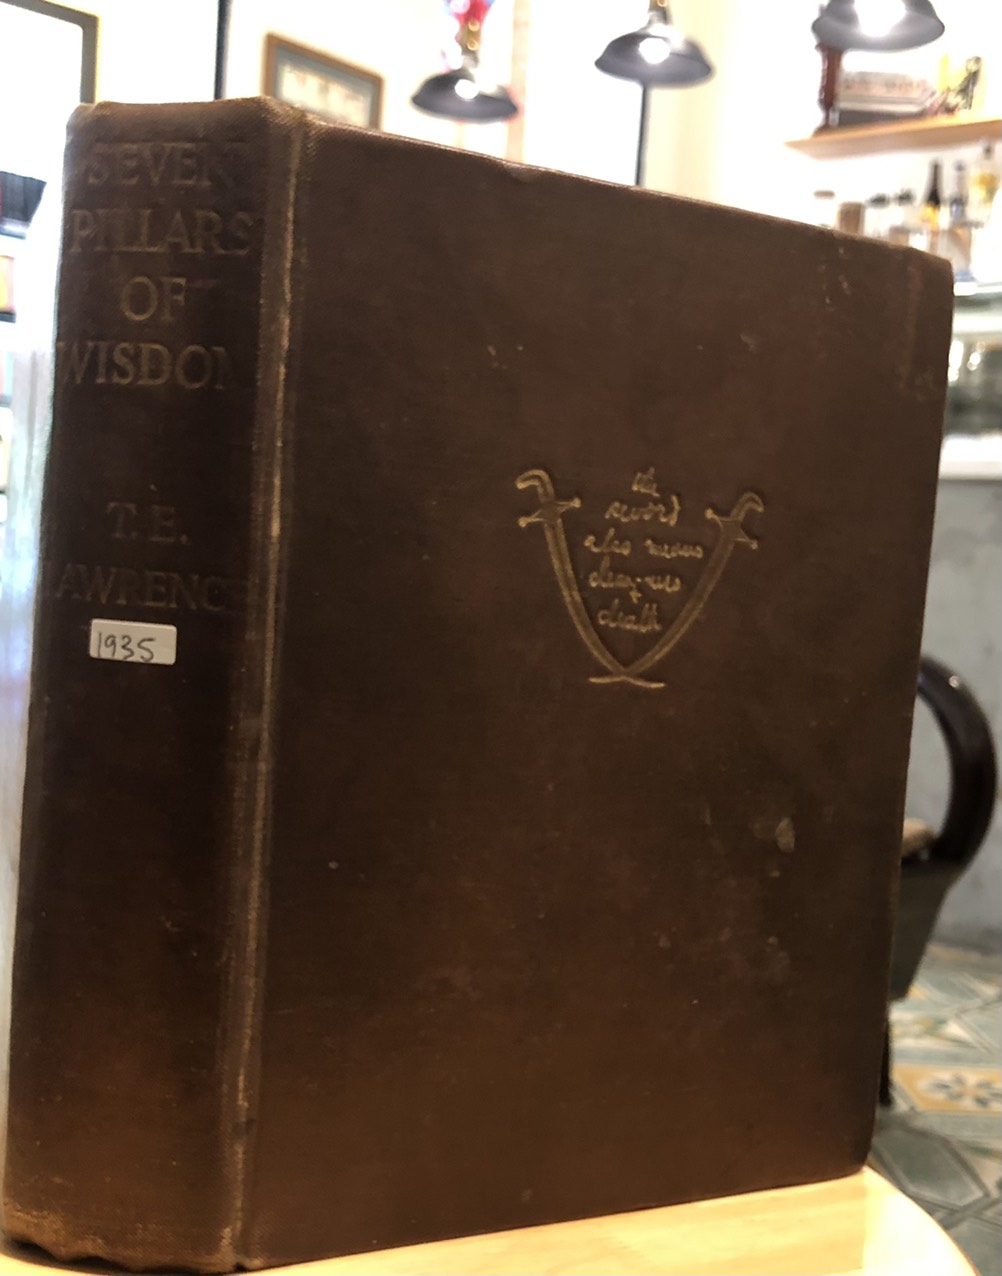 SEVEN
PILLARS
OF
WISDOM
T.E.
LAWRENCE
1935
the
sword
also means
clean-ness
+
death